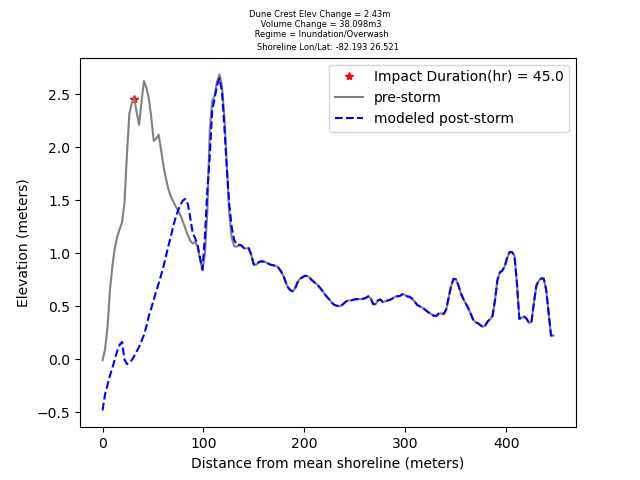 Dune Crest Elev Change = 2.43m
Volume Change = 38.098m3
Regime = Inundation/Overwash
Shoreline Lon/Lat: -82.193 26.521
Impact Duration(hr) = 45.0
pre-storm
modeled post-storm
Elevation (meters)
2.5
2.0
1.5
1.0
0.5
0.0
−0.5
0 100 200 300 400
Distance from mean shoreline (meters)